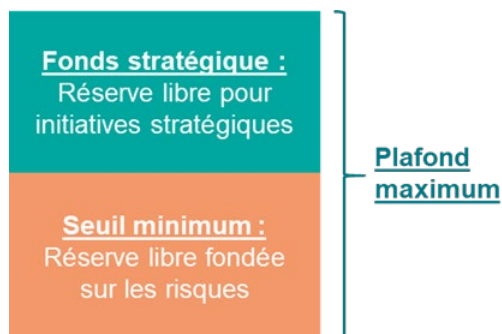 Fonds stratégique :
Réserve libre pour
initiatives stratégiques
Plafond
maximum
Seuil minimum :
Réserve libre fondée
sur les risques